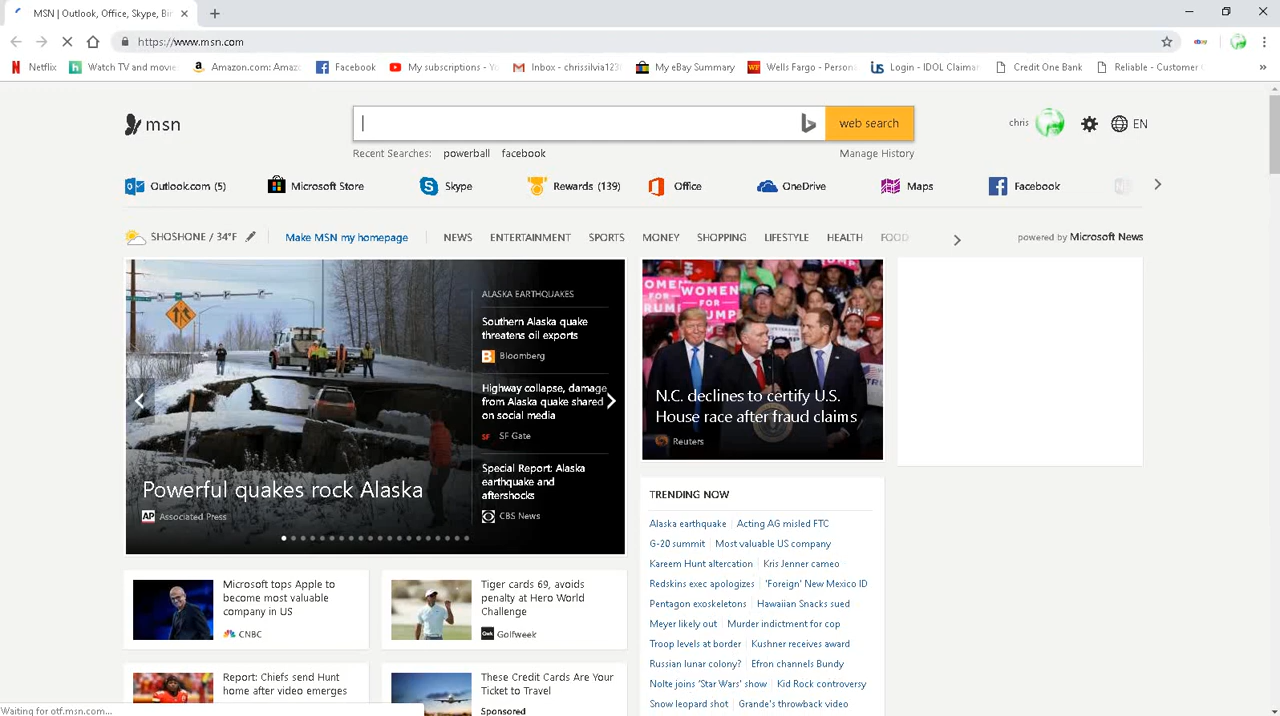 MSN | Outlook, Office, Skype, Bin
https://www.msn.com
Netflix
Watch TV and movie
Amazon.com: Amaz
Facebook
My subscriptions - Yo
Inbox - chrissilvia123
My eBay Summary
Wells Fargo - Persona
Login - IDOL Claimar
Credit One Bank
Reliable - Customer
»
msn
web search
chris
EN
Recent Searches: powerball facebook
Manage History
Outlook.com (5)
Microsoft Store
Skype
Rewards (139)
Office
OneDrive
Maps
Facebook
SHOSHONE / 34°F
Make MSN my homepage
NEWS
ENTERTAINMENT
SPORTS
MONEY
SHOPPING
LIFESTYLE
HEALTH
FOOD
powered by Microsoft News
ALASKA EARTHQUAKES
Southern Alaska quake
threatens oil exports
Bloomberg
Highway collapse, damage
from Alaska quake shared
on social media
SF SF Gate
Special Report: Alaska
earthquake and
aftershocks
CBS News
Powerful quakes rock Alaska
AP Associated Press
WOMEN FOR TRUMP
N.C. declines to certify U.S.
House race after fraud claims
Reuters
TRENDING NOW
Alaska earthquake Acting AG misled FTC
G-20 summit Most valuable US company
Kareem Hunt altercation Kris Jenner cameo
Redskins exec apologizes 'Foreign' New Mexico ID
Pentagon exoskeletons Hawaiian Snacks sued
Meyer likely out Murder indictment for cop
Troop levels at border Kushner receives award
Russian lunar colony? Efron channels Bundy
Nolte joins 'Star Wars' show Kid Rock controversy
Snow leopard shot Grande's throwback video
Microsoft tops Apple to
become most valuable
company in US
CNBC
Tiger cards 69, avoids
penalty at Hero World
Challenge
Golfweek
Report: Chiefs send Hunt
home after video emerges
These Credit Cards Are Your
Ticket to Travel
Sponsored
Waiting for otf.msn.com...